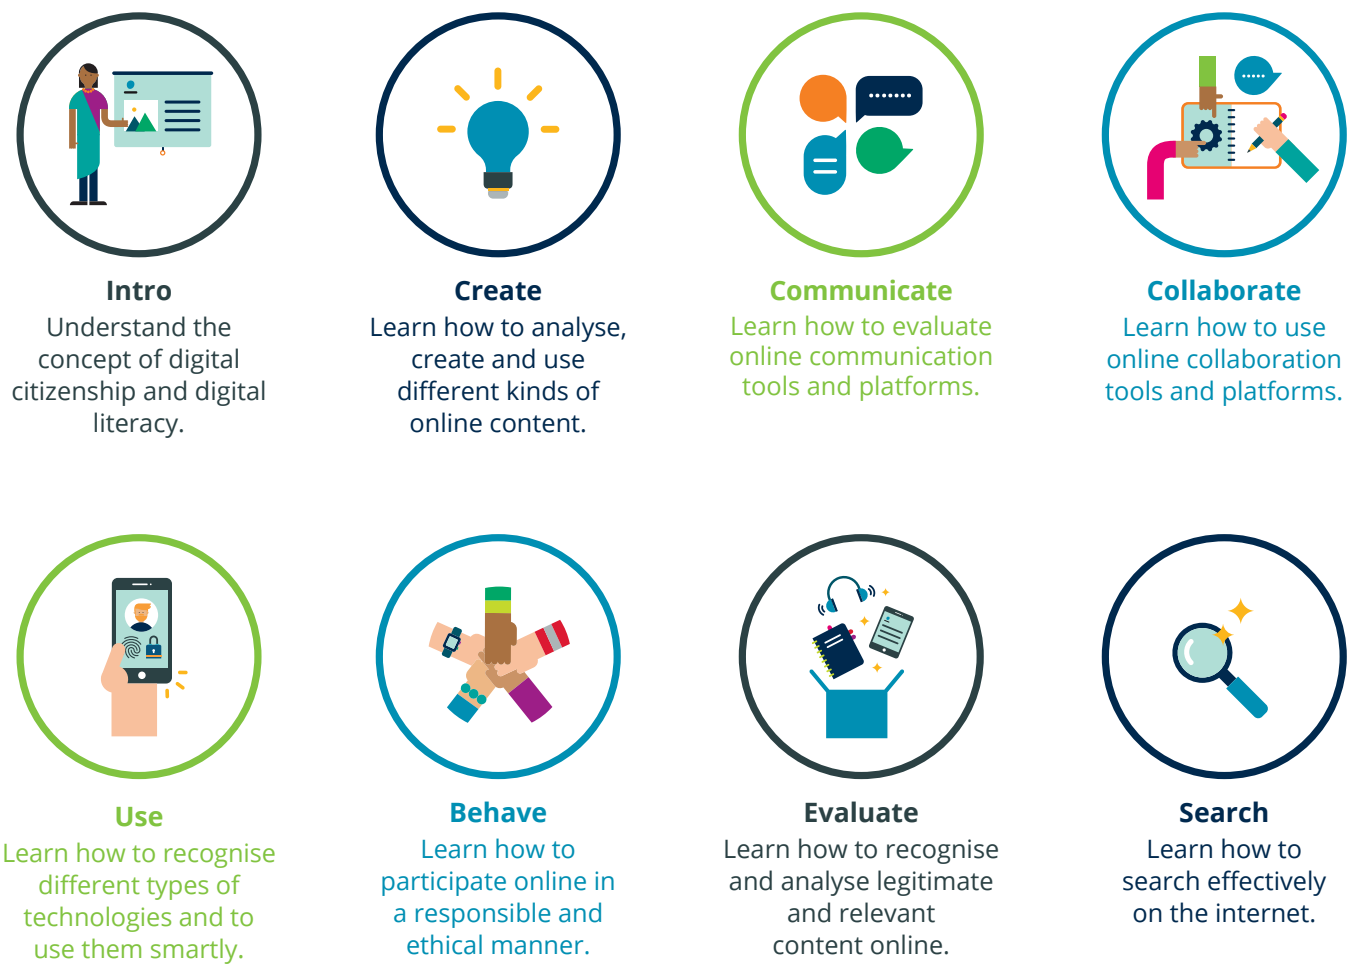 Intro
Understand the
concept of digital
citizenship and digital
literacy.
Create
Learn how to analyse,
create and use
different kinds of
online content.
Communicate
Learn how to evaluate
online communication
tools and platforms.
Collaborate
Learn how to use
online collaboration
tools and platforms.
Use
Learn how to recognise
different types of
technologies and to
use them smartly.
Behave
Learn how to
participate online in
a responsible and
ethical manner.
Evaluate
Learn how to recognise
and analyse legitimate
and relevant
content online.
Search
Learn how to
search effectively
on the internet.